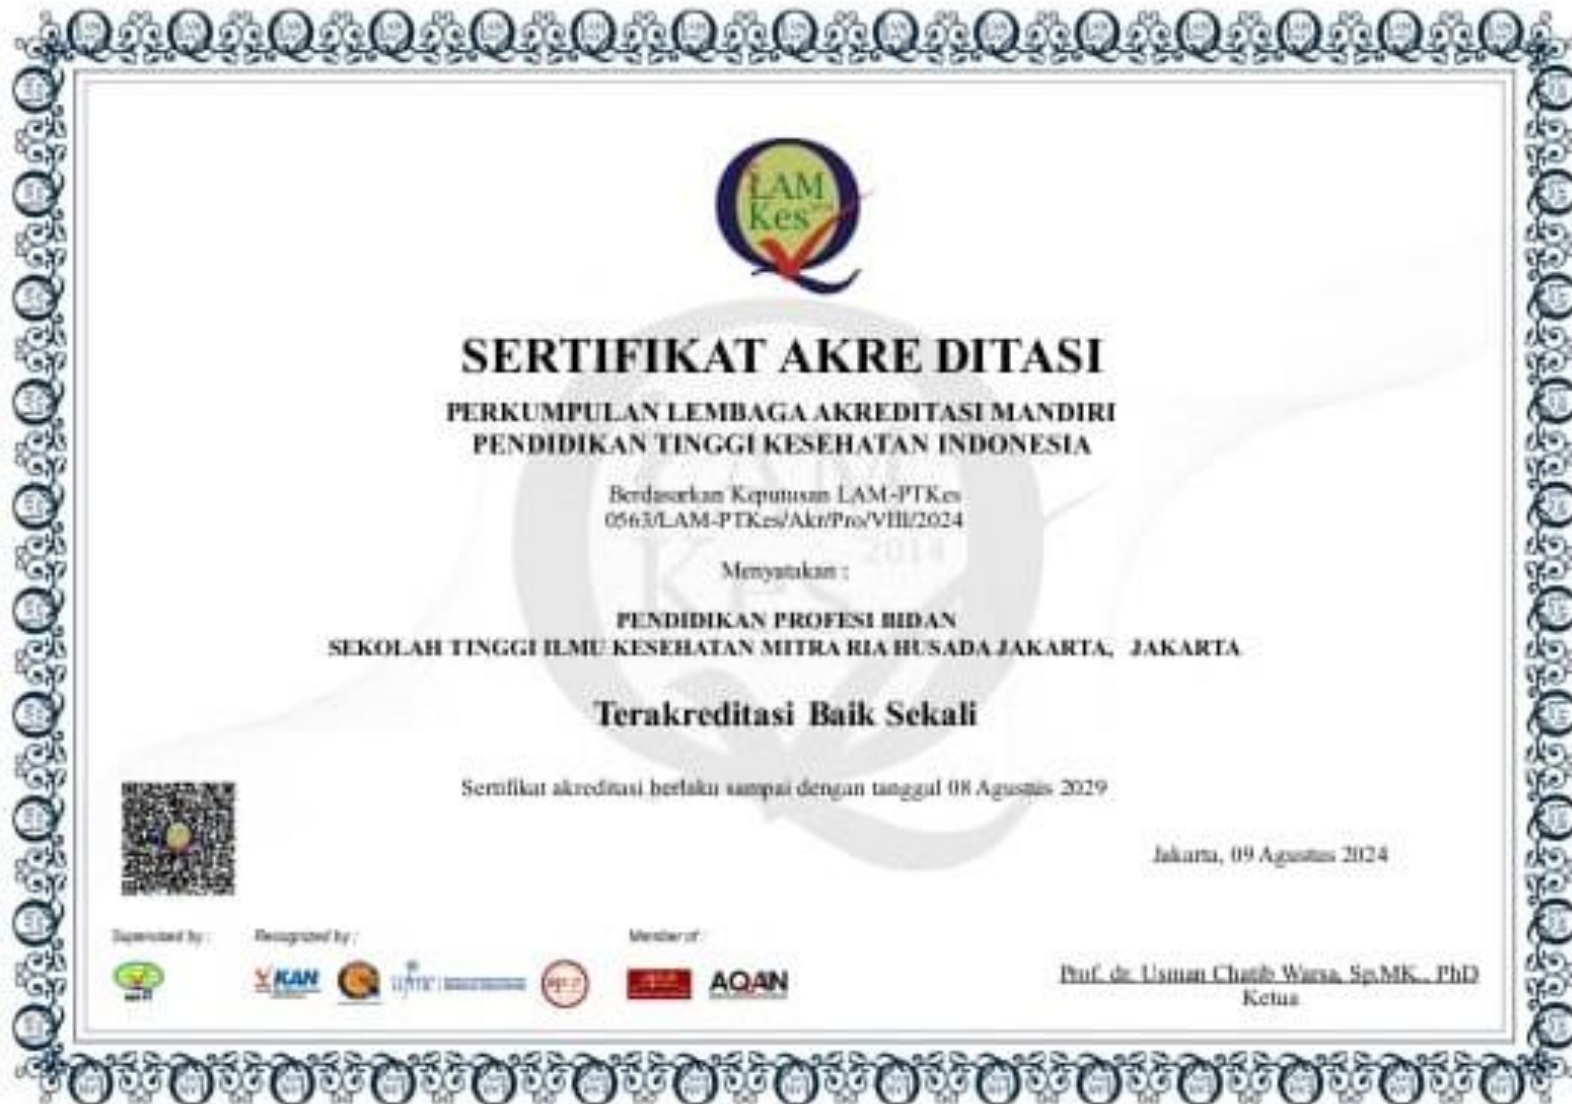 LAM
Kes
SERTIFIKAT AKRE DITASI
PERKUMPULAN LEMBAGA AKREDITASI MANDIRI
PENDIDIKAN TINGGI KESEHATAN INDONESIA
Berdasarkan Keputusan LAM-PTKes
0563/LAM-PTKes/Akr/Pro/VIII/2024
2014
Menyatakan :
PENDIDIKAN PROFESI BIDAN
SEKOLAH TINGGI ILMU KESEHATAN MITRA RIA HUSADA JAKARTA, JAKARTA
Terakreditasi Baik Sekali
Sertifikat akreditasi berlaku sampai dengan tanggal 08 Agustus 2029
Jakarta, 09 Agustus 2024
Supervised by : Recognized by : Member of :
KAN AQAN
Prof. dr. Usman Chatib Warsa, Sp.MK., PhD
Ketua